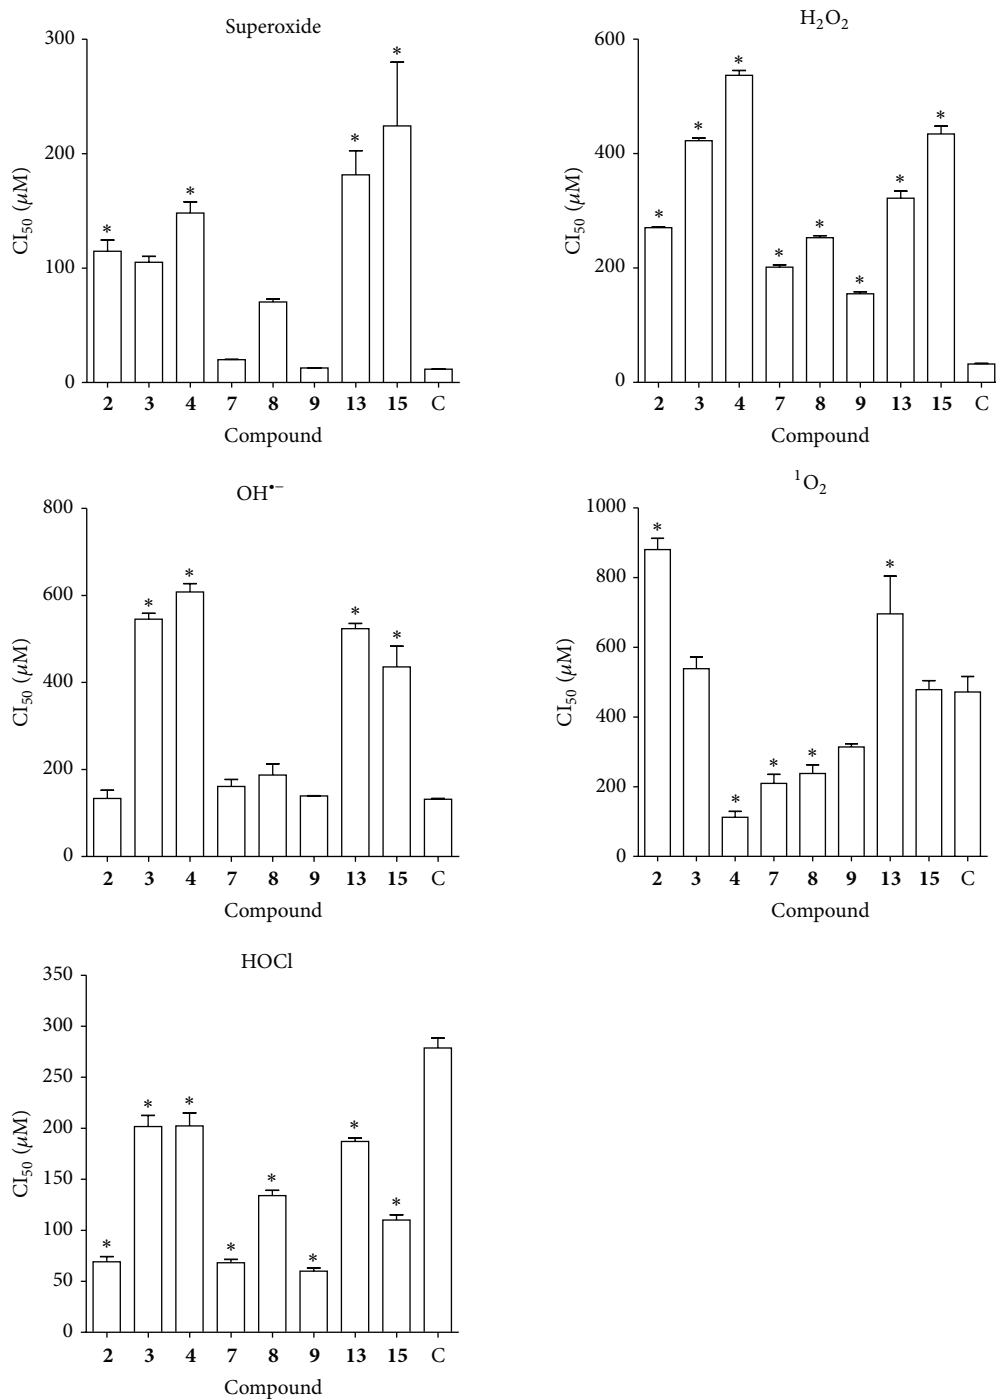 Superoxide
300
200
100
0
CI₅₀ (μM)
* * * * *
2 3 4 7 8 9 13 15 C
Compound
H₂O₂
600
400
200
0
CI₅₀ (μM)
* * * * * * * *
2 3 4 7 8 9 13 15 C
Compound
OH•−
800
600
400
200
0
CI₅₀ (μM)
* * * *
2 3 4 7 8 9 13 15 C
Compound
¹O₂
1000
800
600
400
200
0
CI₅₀ (μM)
* * * * *
2 3 4 7 8 9 13 15 C
Compound
HOCl
350
300
250
200
150
100
50
0
CI₅₀ (μM)
* * * * * * * *
2 3 4 7 8 9 13 15 C
Compound